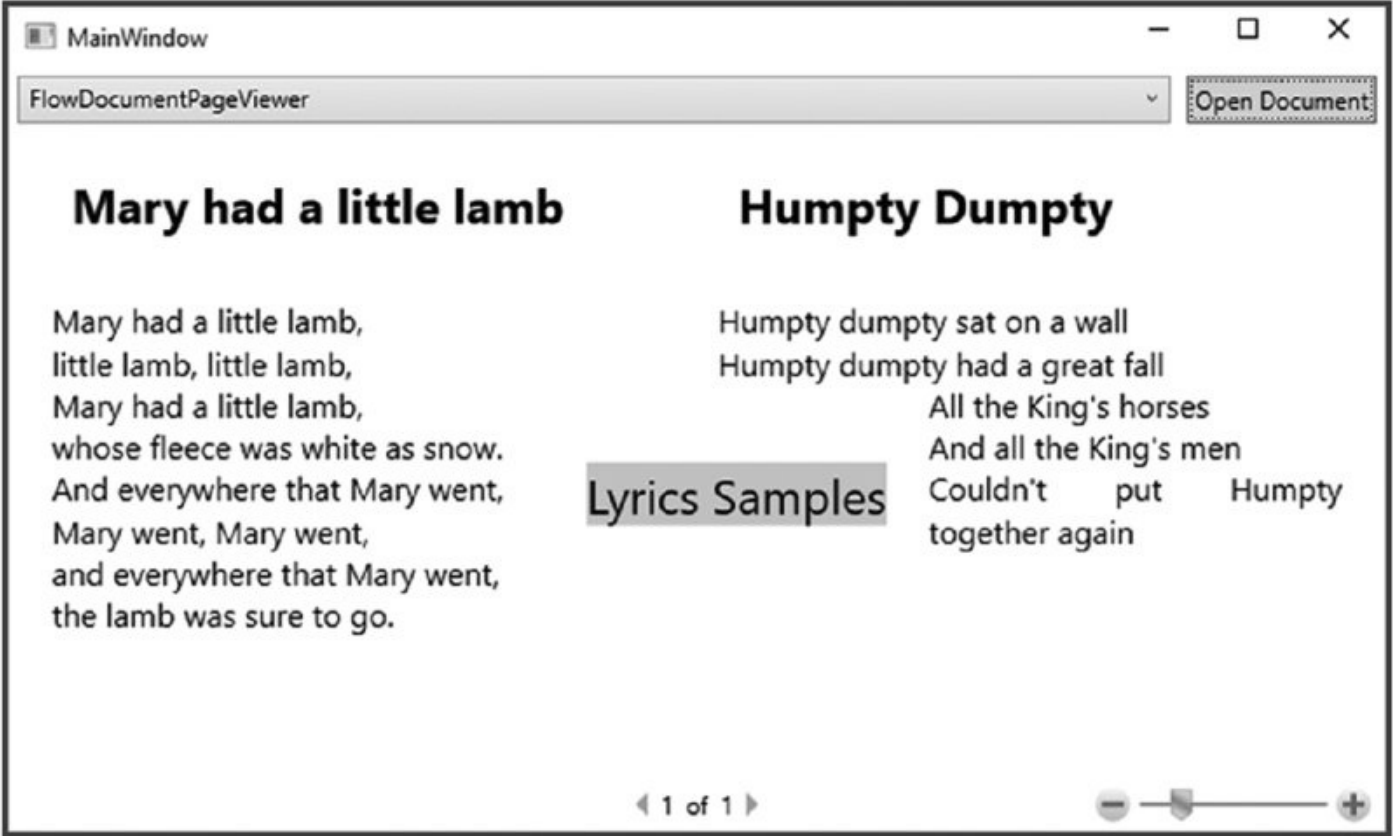 MainWindow
FlowDocumentPageViewer
Open Document
Mary had a little lamb
Mary had a little lamb,
little lamb, little lamb,
Mary had a little lamb,
whose fleece was white as snow.
And everywhere that Mary went,
Mary went, Mary went,
and everywhere that Mary went,
the lamb was sure to go.
Lyrics Samples
Humpty Dumpty
Humpty dumpty sat on a wall
Humpty dumpty had a great fall
All the King's horses
And all the King's men
Couldn't put Humpty
together again
1 of 1